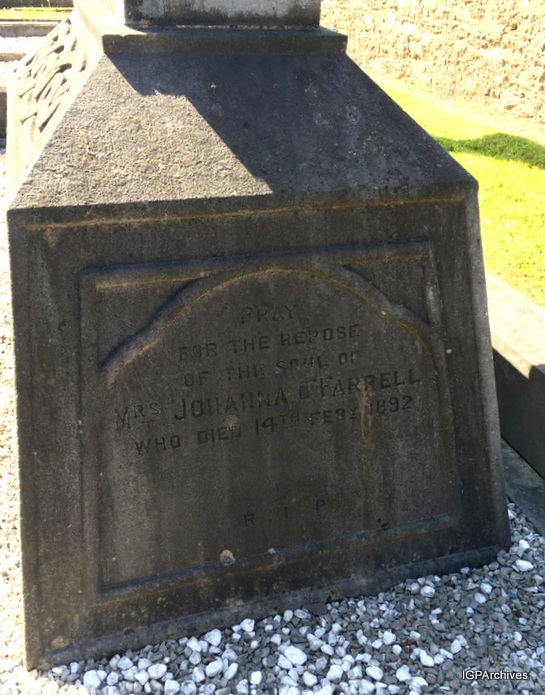 PRAY
FOR THE REPOSE
OF THE SOUL OF
MRS JOHANNA O'FARRELL
WHO DIED 14TH FEBY 1892
R. I. P.
IGPArchives